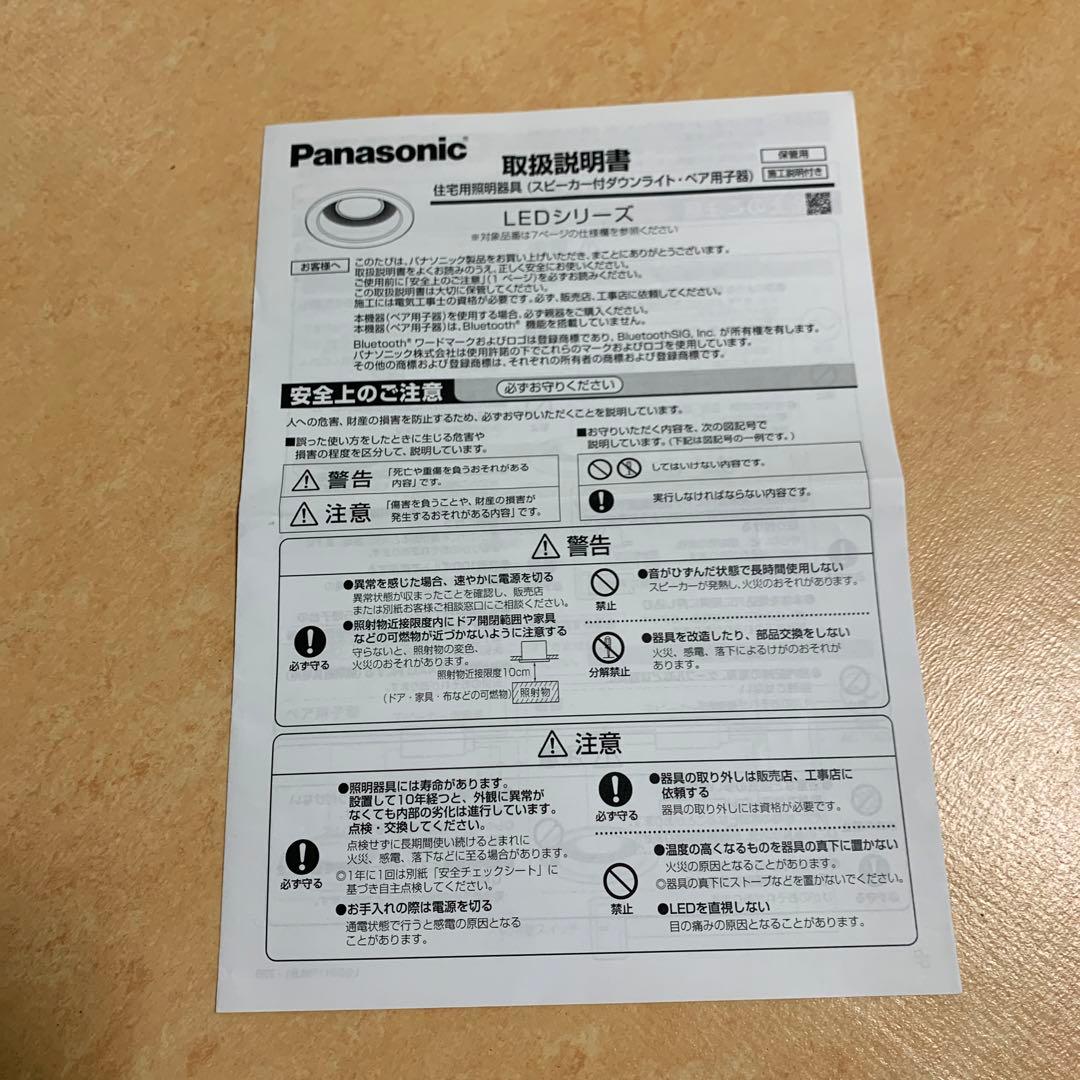 Panasonic
取扱説明書
保管用
住宅用照明器具 (スピーカー付ダウンライト・ペア用子器)
施工説明付き
LEDシリーズ
※対象品番は7ページの仕様欄を参照ください
お客様へ
このたびは、パナソニック製品をお買い上げいただき、まことにありがとうございます。
取扱説明書をよくお読みのうえ、正しく安全にお使いください。
ご使用前に「安全上のご注意」(1 ページ)を必ずお読みください。
この取扱説明書は大切に保管してください。
施工には電気工事士の資格が必要です。必ず、販売店、工事店に依頼してください。
本機器(ペア用子器)を使用する場合、必ず親器をご購入ください。
本機器(ペア用子器)は、Bluetooth® 機能を搭載していません。
Bluetooth® ワードマークおよびロゴは登録商標であり、BluetoothSIG, Inc. が所有権を有します。
パナソニック株式会社は使用許諾の下でこれらのマークおよびロゴを使用しています。
その他の商標および登録商標は、それぞれの所有者の商標および登録商標です。
安全上のご注意
必ずお守りください
人への危害、財産の損害を防止するため、必ずお守りいただくことを説明しています。
■誤った使い方をしたときに生じる危害や
損害の程度を区分して、説明しています。
警告
「死亡や重傷を負うおそれがある
内容」です。
注意
「傷害を負うことや、財産の損害が
発生するおそれがある内容」です。
■お守りいただく内容を、次の図記号で
説明しています。(下記は図記号の一例です。)
してはいけない内容です。
実行しなければならない内容です。
警告
必ず守る
●異常を感じた場合、速やかに電源を切る
異常状態が収まったことを確認し、販売店
または別紙お客様ご相談窓口にご相談ください。
●照射物近接限度内にドア開閉範囲や家具
などの可燃物が近づかないように注意する
守らないと、照射物の変色、
火災のおそれがあります。
照射物近接限度10cm
(ドア・家具・布などの可燃物)
照射物
禁止
●音がひずんだ状態で長時間使用しない
スピーカーが発熱し、火災のおそれがあります。
分解禁止
●器具を改造したり、部品交換をしない
火災、感電、落下によるけがのおそれが
あります。
注意
必ず守る
●照明器具には寿命があります。
設置して10年経つと、外観に異常が
なくても内部の劣化は進行しています。
点検・交換してください。
点検せずに長期間使い続けるとまれに
火災、感電、落下などに至る場合があります。
◎1年に1回は別紙「安全チェックシート」に
基づき自主点検してください。
●お手入れの際は電源を切る
通電状態で行うと感電の原因となる
ことがあります。
必ず守る
●器具の取り外しは販売店、工事店に
依頼する
器具の取り外しには資格が必要です。
禁止
●温度の高くなるものを器具の真下に置かない
火災の原因となることがあります。
◎器具の真下にストーブなどを置かないでください。
●LEDを直視しない
目の痛みの原因となることがあります。